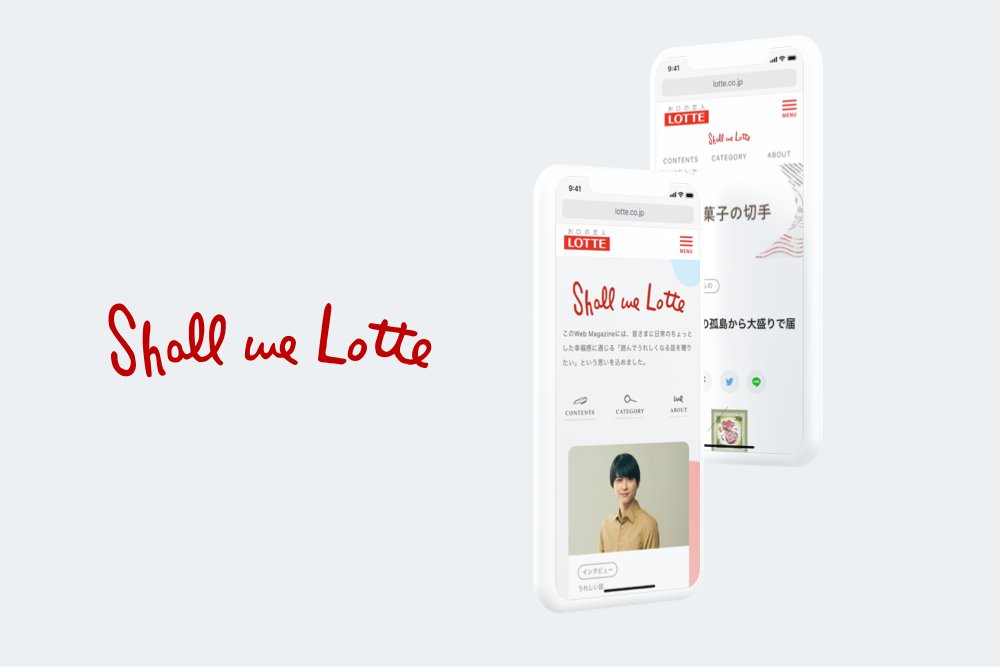 Shall we Lotte
9:41
lotte.co.jp
お口の恋人
LOTTE
MENU
Shall we Lotte
このWeb Magazineには、皆さまに日常のちょっと
した幸福感に通じる「読んでうれしくなる話を贈り
たい」という思いを込めました。
CONTENTS CATEGORY ABOUT
インタビュー
うれしい話
9:41
lotte.co.jp
お口の恋人
LOTTE
MENU
Shall we Lotte
CONTENTS CATEGORY ABOUT
菓子の切手
の孤島から大盛りで届